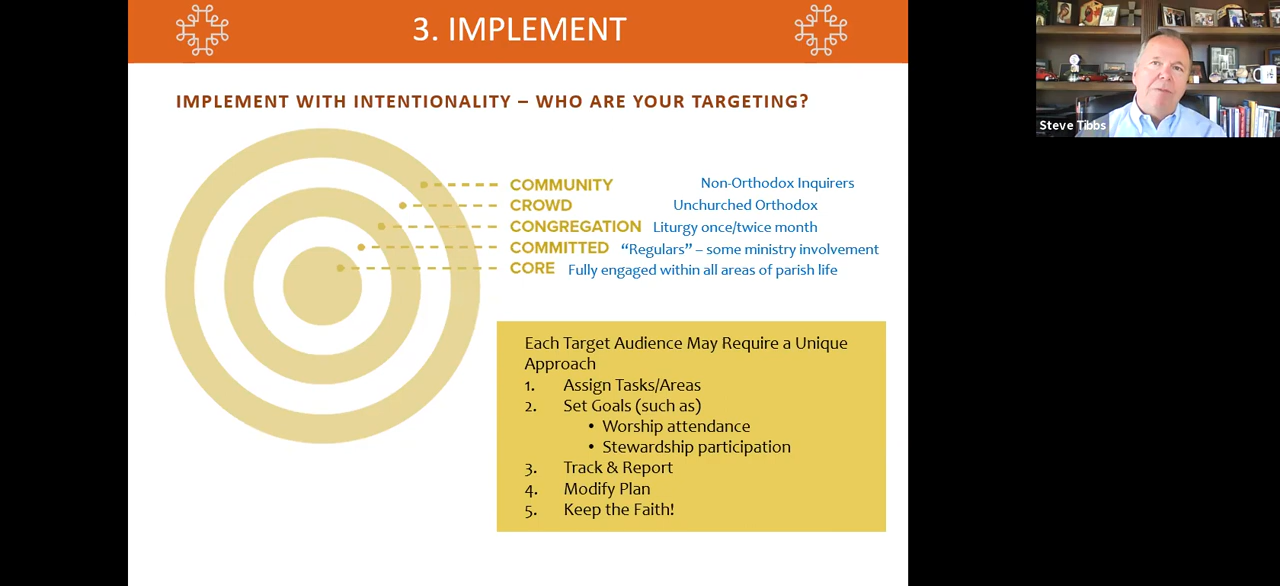 3. IMPLEMENT
Steve Tibbs
IMPLEMENT WITH INTENTIONALITY – WHO ARE YOUR TARGETING?
COMMUNITY Non-Orthodox Inquirers
CROWD Unchurched Orthodox
CONGREGATION Liturgy once/twice month
COMMITTED “Regulars” – some ministry involvement
CORE Fully engaged within all areas of parish life
Each Target Audience May Require a Unique
Approach
1. Assign Tasks/Areas
2. Set Goals (such as)
• Worship attendance
• Stewardship participation
3. Track & Report
4. Modify Plan
5. Keep the Faith!